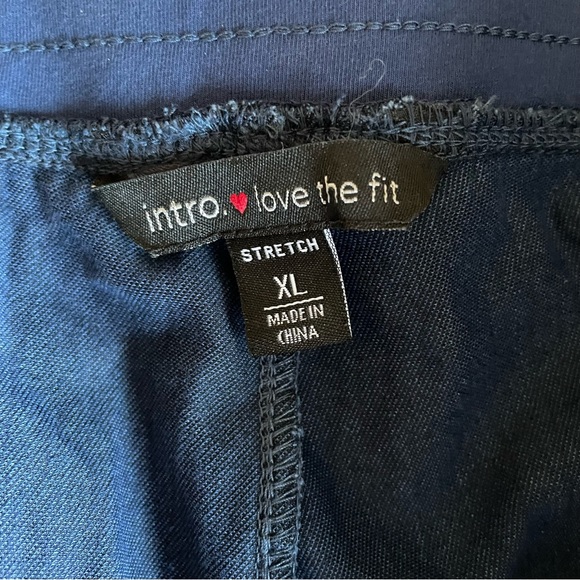 intro.♥ love the fit
STRETCH
XL
MADE IN
CHINA